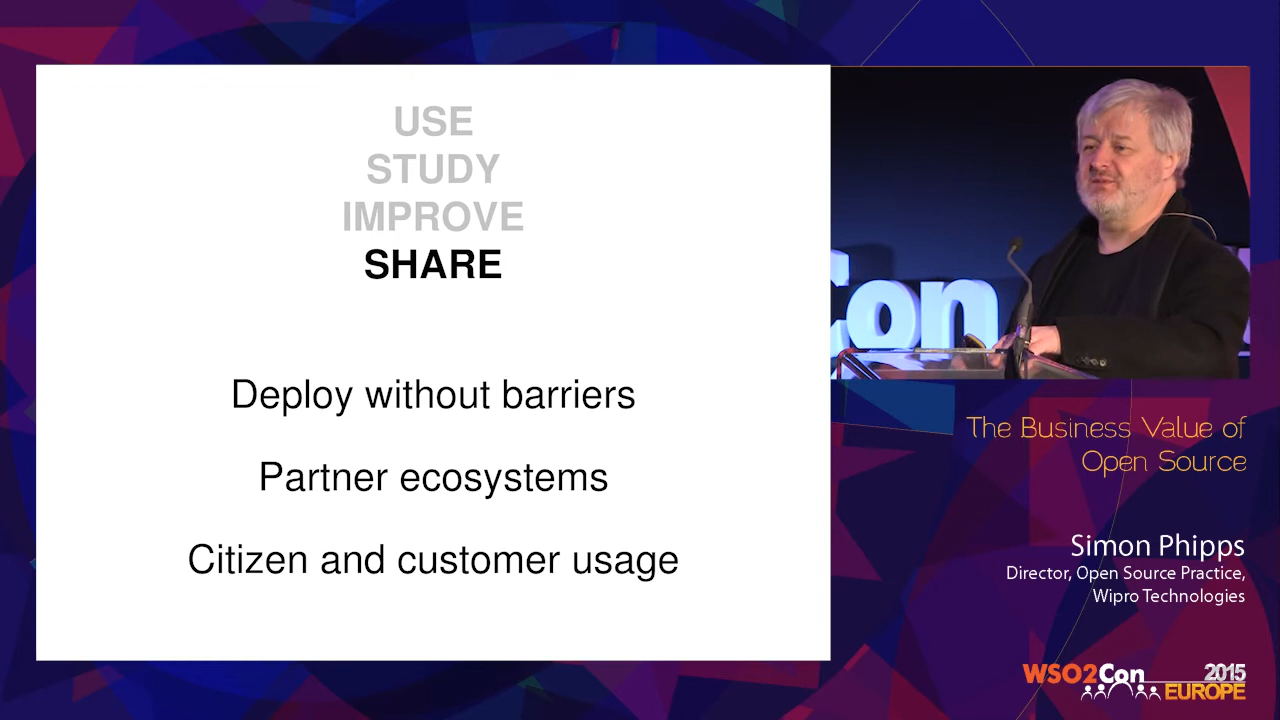 USE
STUDY
IMPROVE
SHARE
Deploy without barriers
Partner ecosystems
Citizen and customer usage
Con
The Business Value of
Open Source
Simon Phipps
Director, Open Source Practice,
Wipro Technologies
WSO2Con 2015
EUROPE